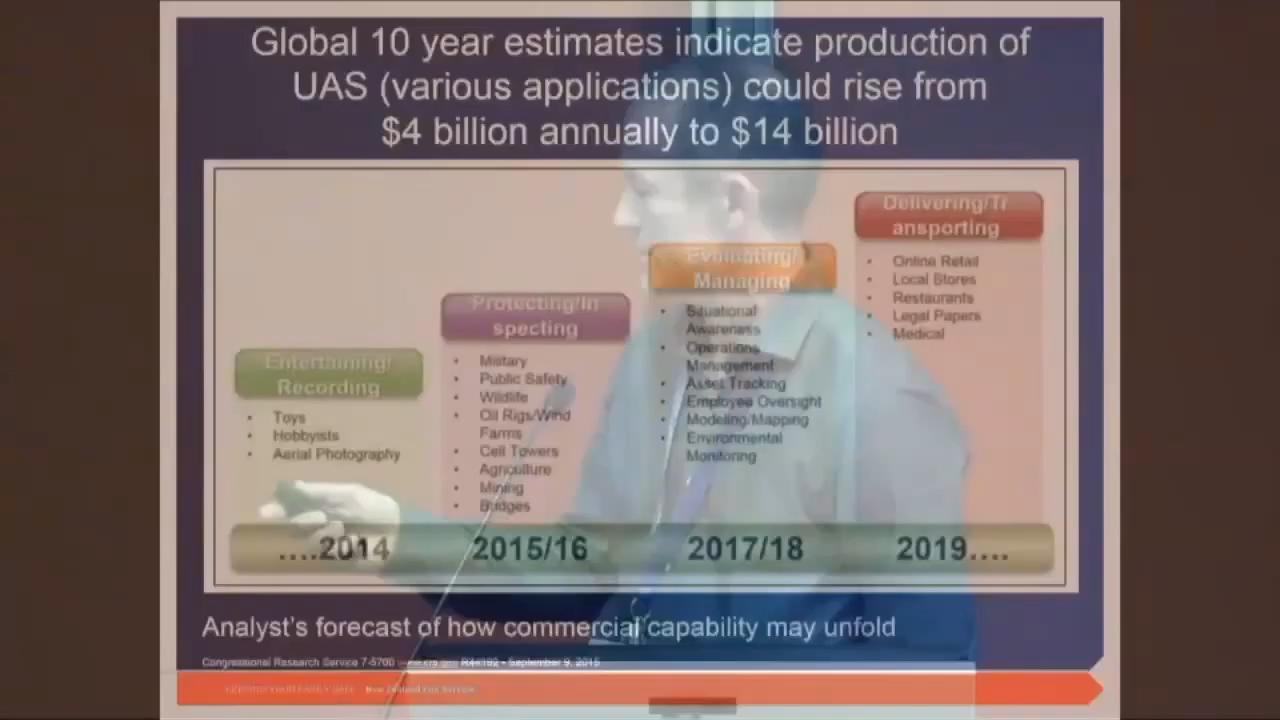 Global 10 year estimates indicate production of
UAS (various applications) could rise from
$4 billion annually to $14 billion
Entertaining/
Recording
• Toys
• Hobbyists
• Aerial Photography
Protecting/In
specting
• Military
• Public Safety
• Wildlife
• Oil Rigs/Wind
Farms
• Cell Towers
• Agriculture
• Mining
• Bridges
Evaluating/
Managing
• Situational
Awareness
• Operations
Management
• Asset Tracking
• Employee Oversight
• Modeling/Mapping
• Environmental
Monitoring
Delivering/Tr
ansporting
• Online Retail
• Local Stores
• Restaurants
• Legal Papers
• Medical
....2014 2015/16 2017/18 2019....
Analyst's forecast of how commercial capability may unfold
Congressional Research Service 7-5700 R44192 • September 9, 2015
New Zealand Fire Service